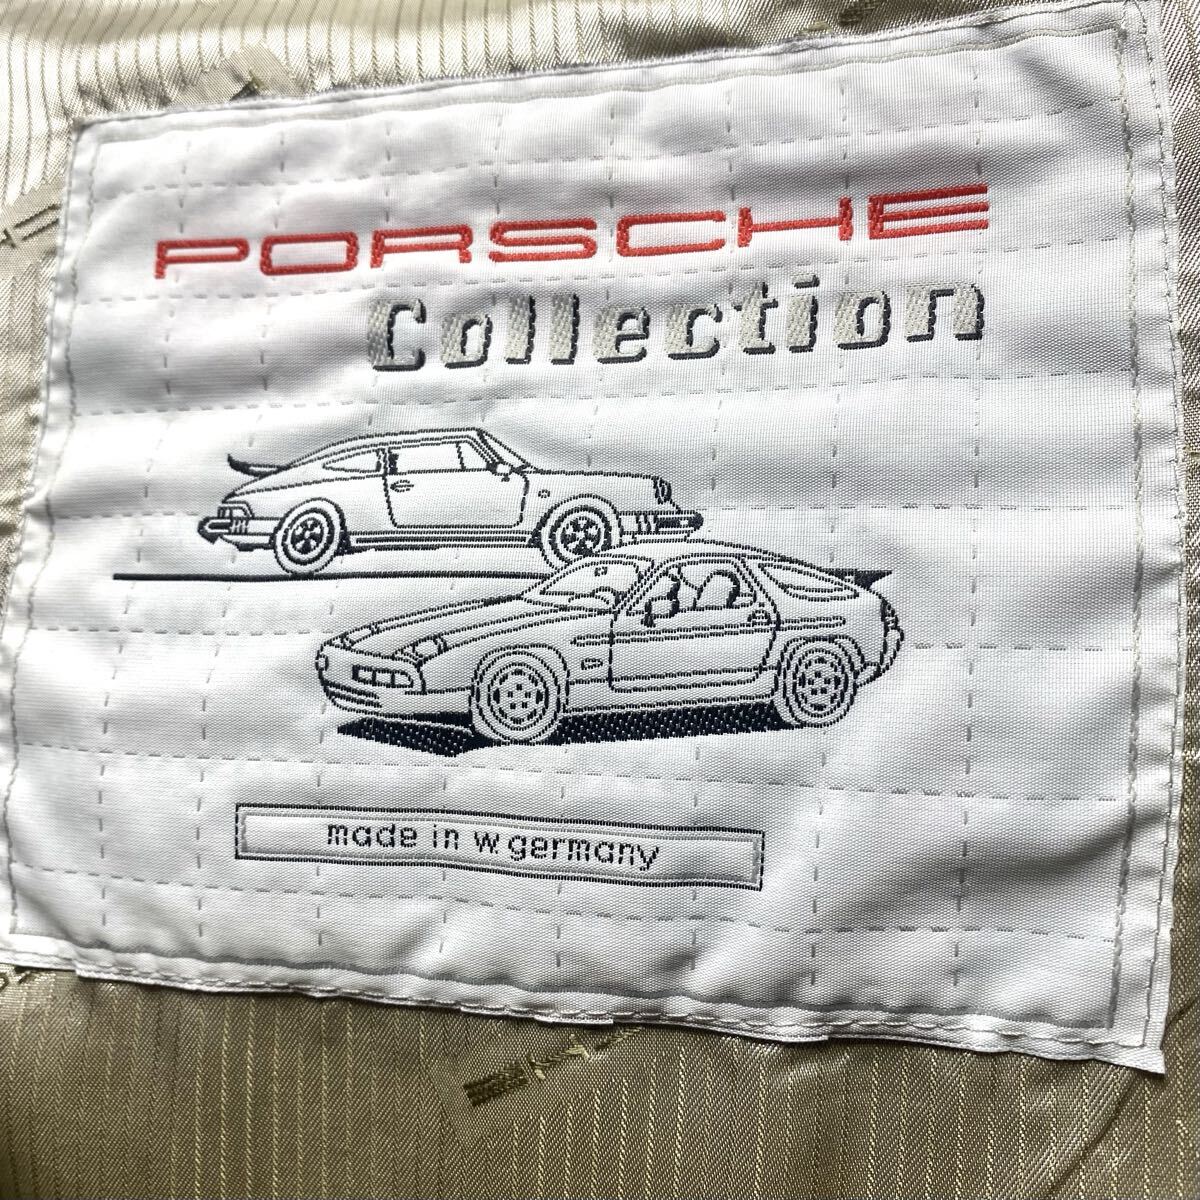 PORSCHE
Collection
made in w. germany